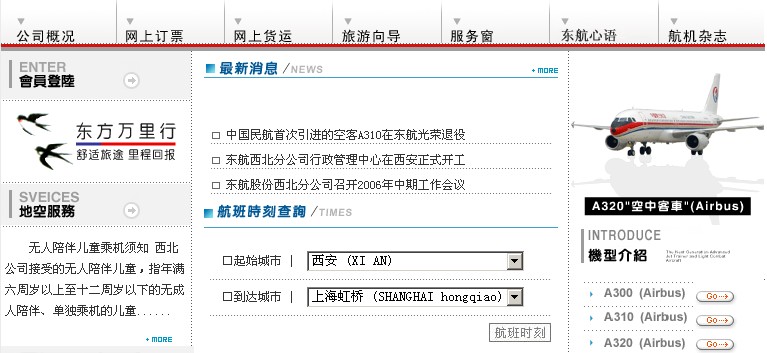 公司概况 网上订票 网上货运 旅游向导 服务窗 东航心语 航机杂志
ENTER
會員登陸
东方万里行
舒适旅途 里程回报
SVEICES
地空服務
无人陪伴儿童乘机须知 西北
公司接受的无人陪伴儿童，指年满
六周岁以上至十二周岁以下的无成
人陪伴、单独乘机的儿童......
MORE
最新消息 / NEWS
MORE
中国民航首次引进的空客A310在东航光荣退役
东航西北分公司行政管理中心在西安正式开工
东航股份西北分公司召开2006年中期工作会议
航班時刻查詢 / TIMES
起始城市 | 西安 (XI AN)
到达城市 | 上海虹桥 (SHANGHAI hongqiao)
航班时刻
A320"空中客車"(Airbus)
INTRODUCE
機型介紹
The Next Generation Advanced
Jet Trainer and Light Combat
Aircraft
A300 (Airbus) Go
A310 (Airbus) Go
A320 (Airbus) Go